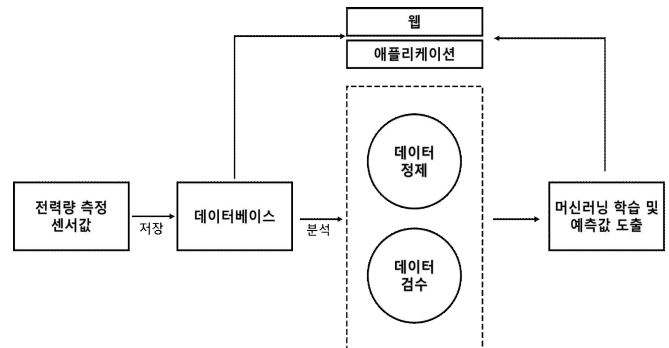 웹
애플리케이션
데이터
정제
전력량 측정
센서값
저장
데이터베이스
분석
데이터
검수
머신러닝 학습 및
예측값 도출